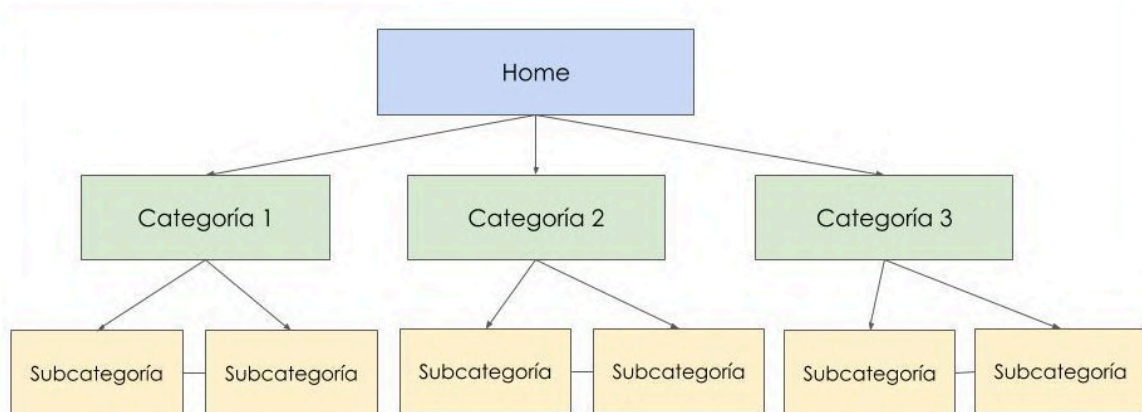 Home
Categoría 1
Categoría 2
Categoría 3
Subcategoría
Subcategoría
Subcategoría
Subcategoría
Subcategoría
Subcategoría